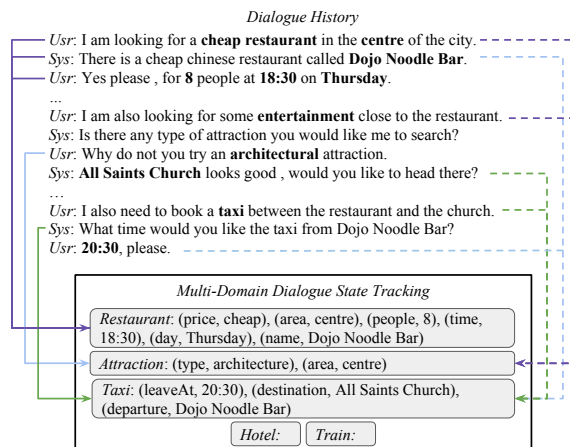 Dialogue History
Usr: I am looking for a cheap restaurant in the centre of the city.
Sys: There is a cheap chinese restaurant called Dojo Noodle Bar.
Usr: Yes please , for 8 people at 18:30 on Thursday.
...
Usr: I am also looking for some entertainment close to the restaurant.
Sys: Is there any type of attraction you would like me to search?
Usr: Why do not you try an architectural attraction.
Sys: All Saints Church looks good , would you like to head there?
...
Usr: I also need to book a taxi between the restaurant and the church.
Sys: What time would you like the taxi from Dojo Noodle Bar?
Usr: 20:30, please.
Multi-Domain Dialogue State Tracking
Restaurant: (price, cheap), (area, centre), (people, 8), (time,
18:30), (day, Thursday), (name, Dojo Noodle Bar)
Attraction: (type, architecture), (area, centre)
Taxi: (leaveAt, 20:30), (destination, All Saints Church),
(departure, Dojo Noodle Bar)
Hotel: Train: